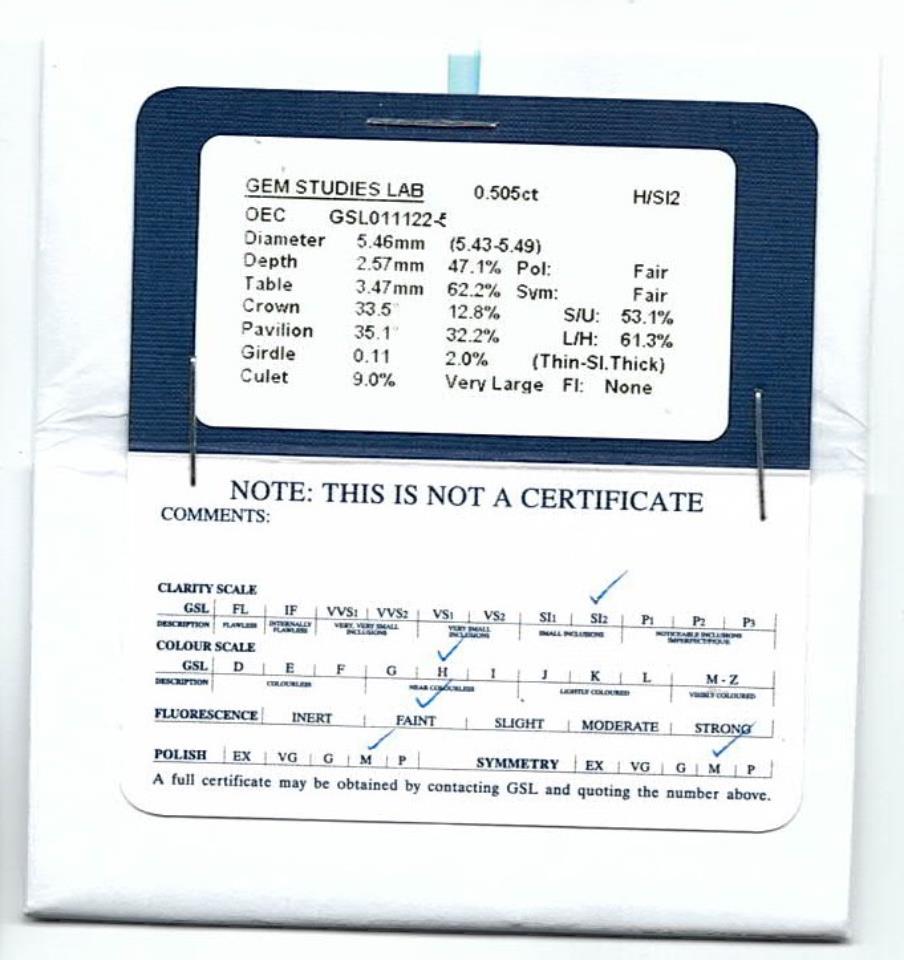 GEM STUDIES LAB 0.505ct H/SI2
OEC GSL011122-
Diameter 5.46mm (5.43-5.49)
Depth 2.57mm 47.1% Pol: Fair
Table 3.47mm 62.2% Sym: Fair
Crown 33.5° 12.8% S/U: 53.1%
Pavilion 35.1° 32.2% L/H: 61.3%
Girdle 0.11 2.0% (Thin-Sl.Thick)
Culet 9.0% Very Large Fl: None
NOTE: THIS IS NOT A CERTIFICATE
COMMENTS:
CLARITY SCALE
GSL FL IF VVS1 VVS2 VS1 VS2 SI1 SI2 P1 P2 P3
DESCRIPTION FLAWLESS INTERNALLY FLAWLESS VERY, VERY SMALL INCLUSIONS VERY SMALL INCLUSIONS SMALL INCLUSIONS NOTICEABLE INCLUSIONS
COLOUR SCALE
GSL D E F G H I J K L M - Z
DESCRIPTION COLOURLESS NEAR COLOURLESS LIGHTLY COLOURED VISIBLY COLOURED
FLUORESCENCE INERT FAINT SLIGHT MODERATE STRONG
POLISH EX VG G M P SYMMETRY EX VG G M P
A full certificate may be obtained by contacting GSL and quoting the number above.